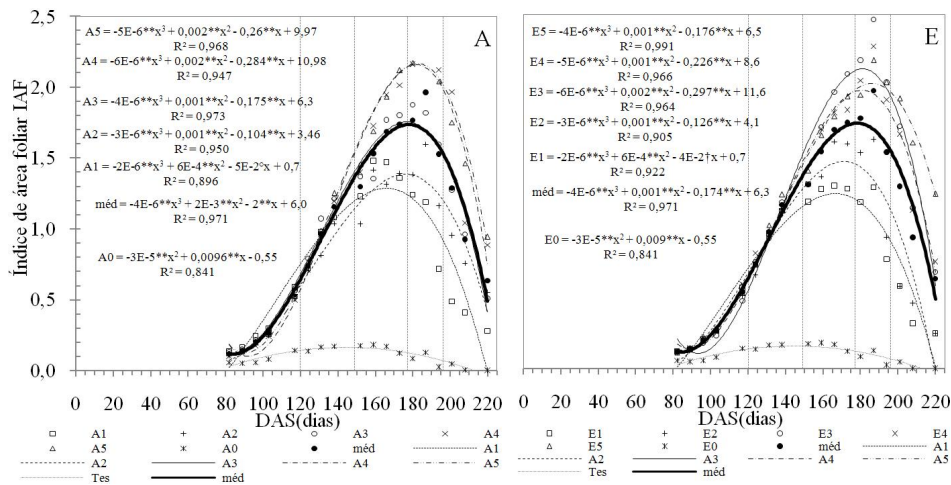 A
A5 = -5E-6**x³ + 0,002**x² - 0,26**x + 9,97
R² = 0,968
A4 = -6E-6**x³ + 0,002**x² - 0,284**x + 10,98
R² = 0,947
A3 = -4E-6**x³ + 0,001**x² - 0,175**x + 6,3
R² = 0,973
A2 = -3E-6**x³ + 0,001**x² - 0,104**x + 3,46
R² = 0,950
A1 = -2E-6**x³ + 6E-4**x² - 5E-2°x + 0,7
R² = 0,896
méd = -4E-6**x³ + 2E-3**x² - 2**x + 6,0
R² = 0,971
A0 = -3E-5**x² + 0,0096**x - 0,55
R² = 0,841
Índice de área foliar IAF
2,5
2,0
1,5
1,0
0,5
0,0
0 20 40 60 80 100 120 140 160 180 200 220
DAS(dias)
A1 A2 A3 A4
A5 A0 méd A1
A2 A3 A4 A5
Tes méd
E
E5 = -4E-6**x³ + 0,001**x² - 0,176**x + 6,5
R² = 0,991
E4 = -5E-6**x³ + 0,001**x² - 0,226**x + 8,6
R² = 0,966
E3 = -6E-6**x³ + 0,002**x² - 0,297**x + 11,6
R² = 0,964
E2 = -3E-6**x³ + 0,001**x² - 0,126**x + 4,1
R² = 0,905
E1 = -2E-6**x³ + 6E-4**x² - 4E-2†x + 0,7
R² = 0,922
méd = -4E-6**x³ + 0,001**x² - 0,174**x + 6,3
R² = 0,971
E0 = -3E-5**x² + 0,009**x - 0,55
R² = 0,841
0 20 40 60 80 100 120 140 160 180 200 220
DAS(dias)
E1 E2 E3 E4
E5 E0 méd A1
A2 A3 A4 A5
Tes méd